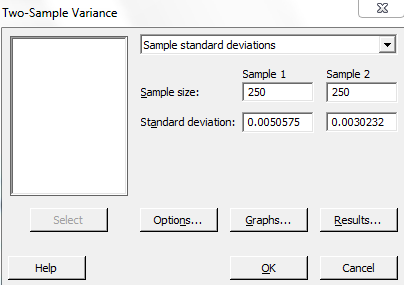 Two-Sample Variance
Sample standard deviations
Sample 1 Sample 2
Sample size: 250 250
Standard deviation: 0.0050575 0.0030232
Select Options... Graphs... Results...
Help OK Cancel